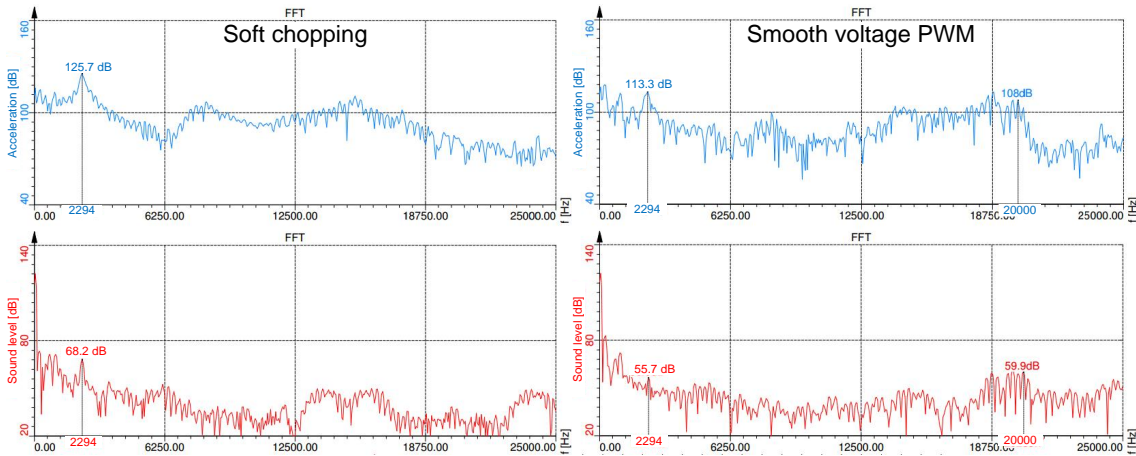 FFT
Soft chopping
Acceleration [dB]
160
100
40
125.7 dB
2294
0.00
6250.00
12500.00
18750.00
25000.00
f [Hz]
FFT
Smooth voltage PWM
Acceleration [dB]
160
100
40
113.3 dB
108dB
2294
20000
0.00
6250.00
12500.00
18750.00
25000.00
f [Hz]
FFT
Sound level [dB]
140
80
20
68.2 dB
2294
0.00
6250.00
12500.00
18750.00
25000.00
f [Hz]
FFT
Sound level [dB]
140
80
20
55.7 dB
59.9dB
2294
20000
0.00
6250.00
12500.00
18750.00
25000.00
f [Hz]